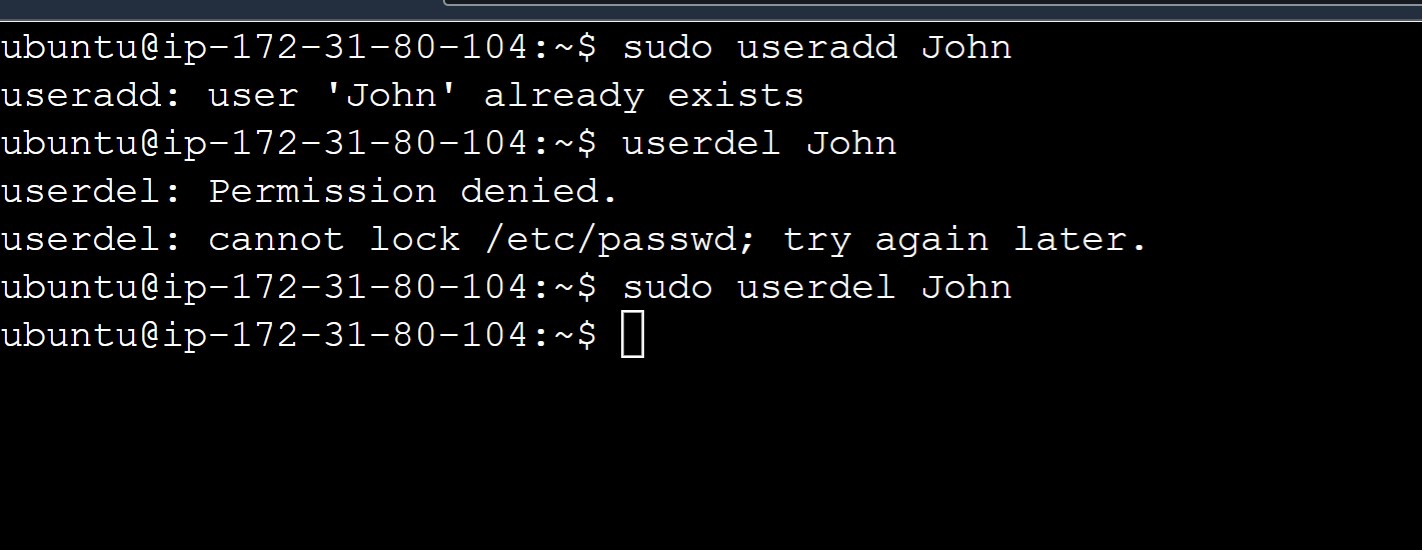 ubuntu@ip-172-31-80-104:~$ sudo useradd John
useradd: user 'John' already exists
ubuntu@ip-172-31-80-104:~$ userdel John
userdel: Permission denied.
userdel: cannot lock /etc/passwd; try again later.
ubuntu@ip-172-31-80-104:~$ sudo userdel John
ubuntu@ip-172-31-80-104:~$